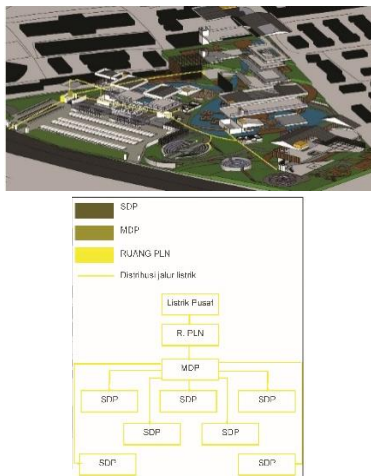 SDP
MDP
RUANG PLN
Distribusi jalur listrik
Listrik Pusat
R. PLN
MDP
SDP SDP SDP
SDP SDP
SDP SDP